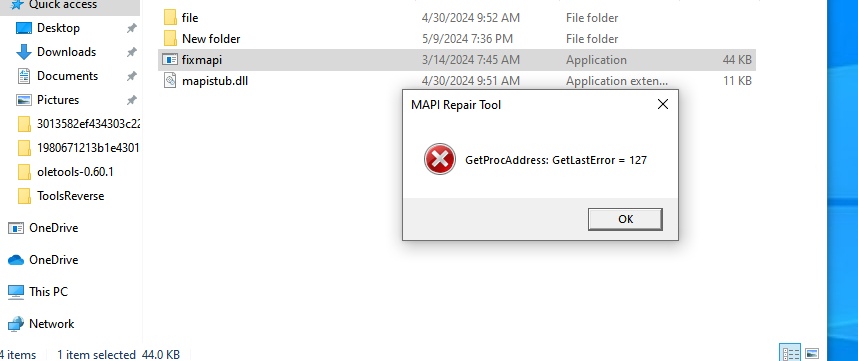 Quick access
Desktop
Downloads
Documents
Pictures
3013582ef434303c22
1980671213b1e4301
oletools-0.60.1
ToolsReverse
OneDrive
OneDrive
This PC
Network
file 4/30/2024 9:52 AM File folder
New folder 5/9/2024 7:36 PM File folder
fixmapi 3/14/2024 7:45 AM Application 44 KB
mapistub.dll 4/30/2024 9:51 AM Application exten... 11 KB
MAPI Repair Tool
GetProcAddress: GetLastError = 127
OK
4 items 1 item selected 44.0 KB